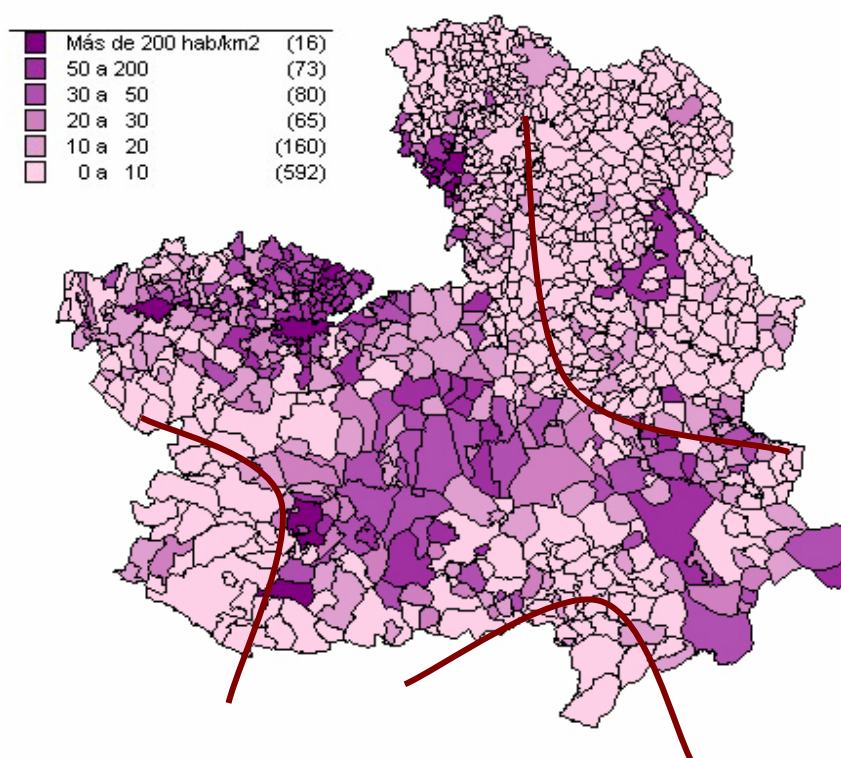 Más de 200 hab/km2 (16)
50 a 200 (73)
30 a 50 (80)
20 a 30 (65)
10 a 20 (160)
0 a 10 (592)